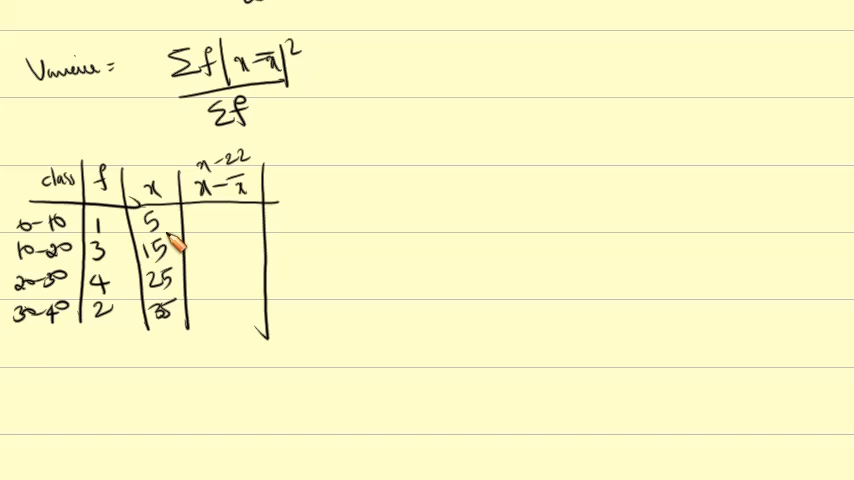 Variance = Σf|x-x̄|²
Σf
x-22
class f x x-x̄
0-10 1 5
10-20 3 15
20-30 4 25
30-40 2 35